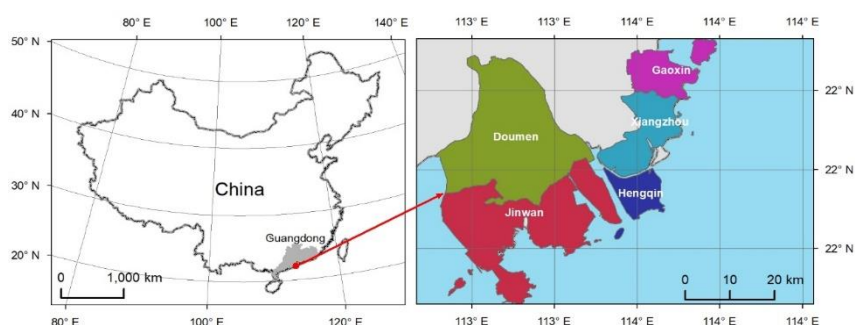 100° E 120° E 140° E
50° N
40° N
30° N
20° N
China
Guangdong
0 1,000 km
80° E 100° E 120° E
113° E 113° E 114° E 114° E 114° E
22° N
22° N
22° N
Gaoxin
Xiangzhou
Doumen
Hengqin
Jinwan
0 10 20 km
113° E 113° E 114° E 114° E 114° E